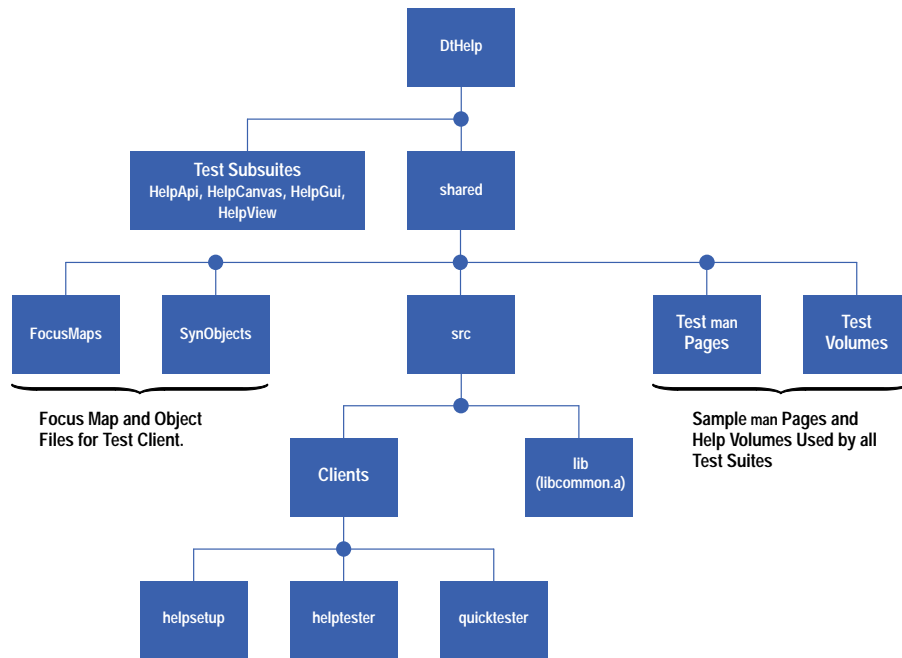 DtHelp
Test Subsuites
HelpApi, HelpCanvas, HelpGui,
HelpView
shared
FocusMaps
SynObjects
src
Test man
Pages
Test
Volumes
Focus Map and Object
Files for Test Client.
Sample man Pages and
Help Volumes Used by all
Test Suites
Clients
lib
(libcommon.a)
helpsetup
helptester
quicktester